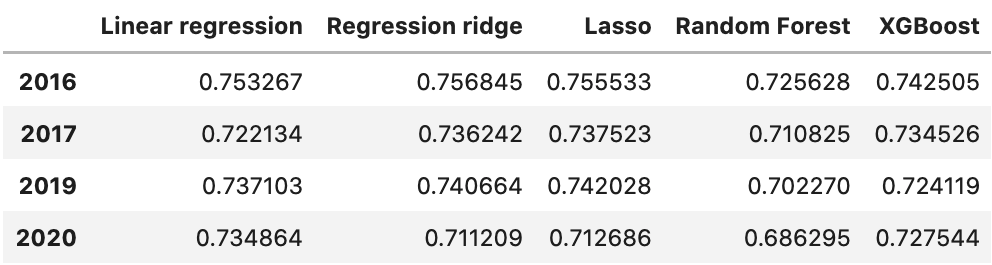 Linear regression Regression ridge Lasso Random Forest XGBoost
2016 0.753267 0.756845 0.755533 0.725628 0.742505
2017 0.722134 0.736242 0.737523 0.710825 0.734526
2019 0.737103 0.740664 0.742028 0.702270 0.724119
2020 0.734864 0.711209 0.712686 0.686295 0.727544